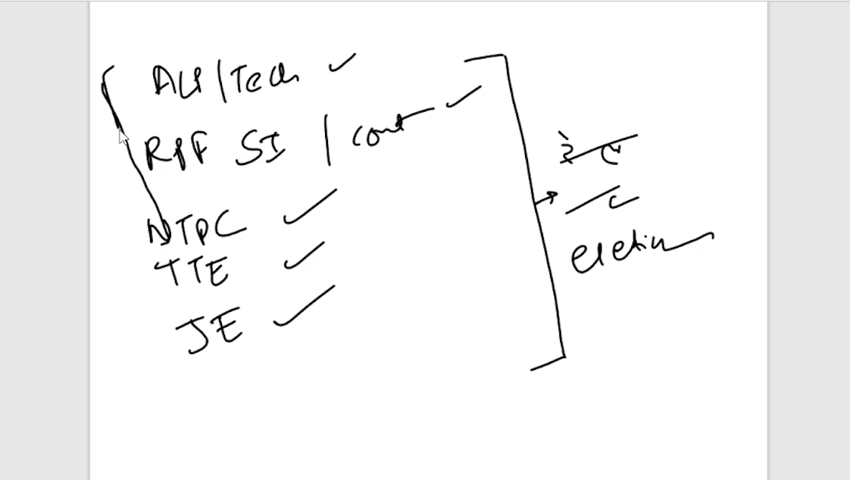 ALP/Tech
RPF SI / Const
NTPC
TTE
JE
Election